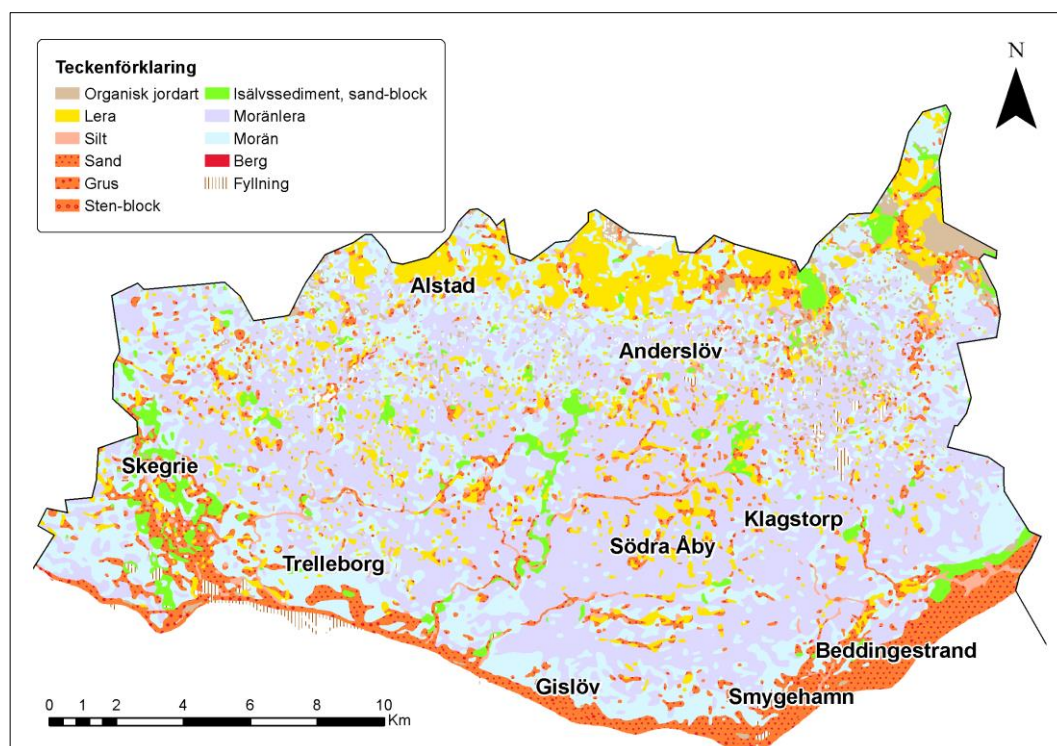 Teckenförklaring
Organisk jordart
Lera
Silt
Sand
Grus
Sten-block
Isälvssediment, sand-block
Moränlera
Morän
Berg
Fyllning
N
Alstad
Anderslöv
Skegrie
Klagstorp
Södra Åby
Trelleborg
Beddingestrand
Gislöv
Smygehamn
0 1 2 4 6 8 10
Km